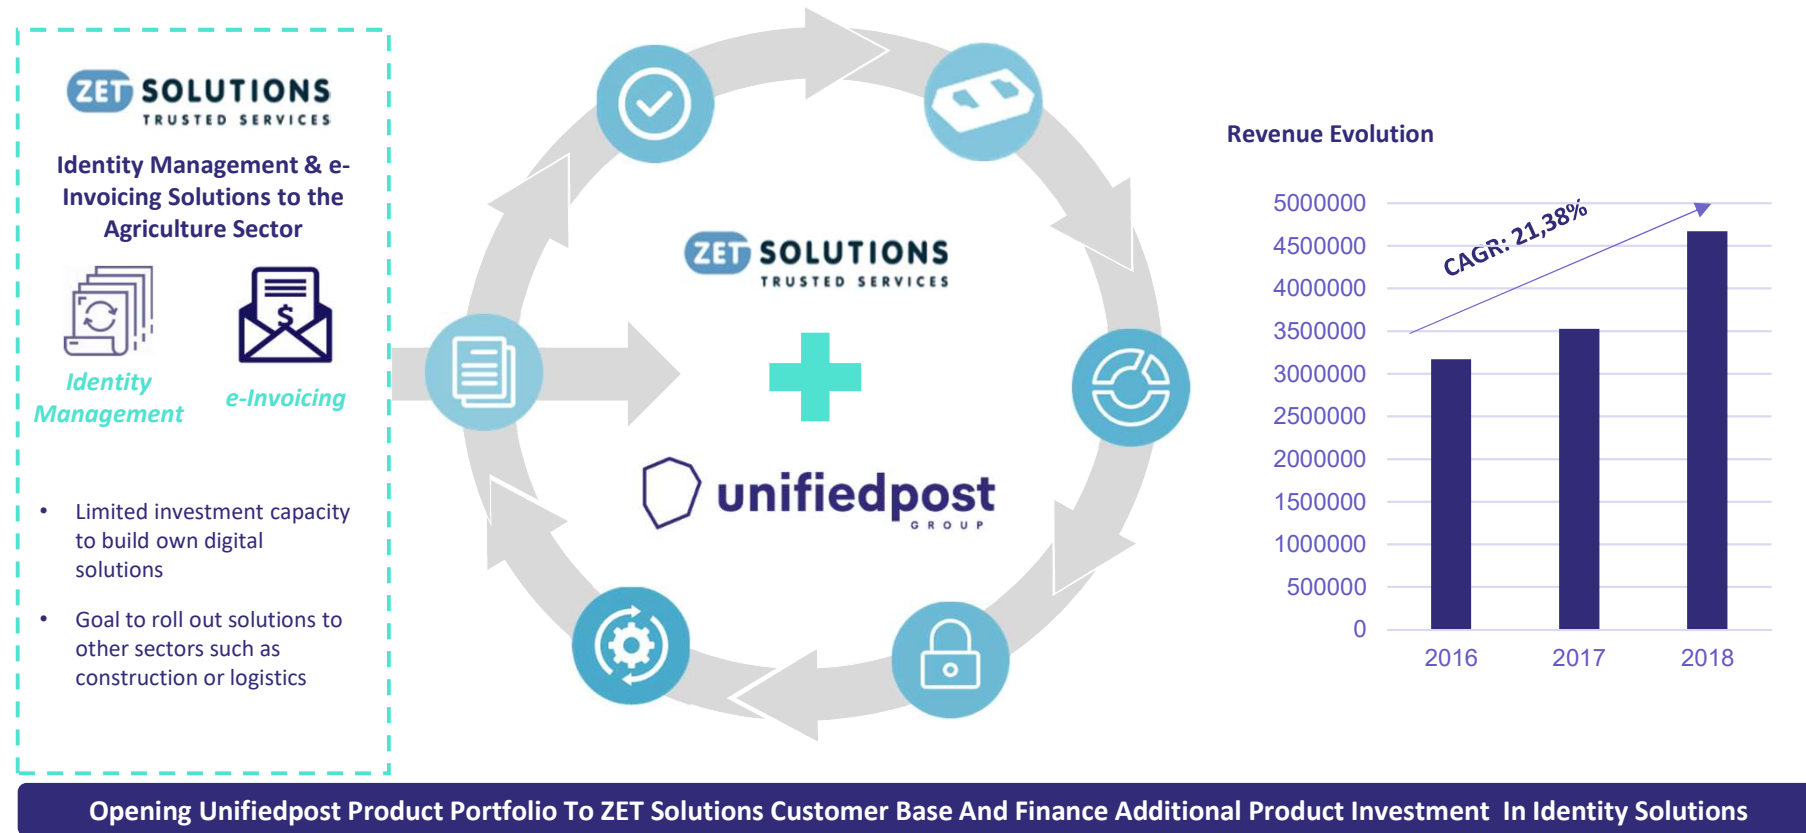 ZET SOLUTIONS
TRUSTED SERVICES
Identity Management & e-
Invoicing Solutions to the
Agriculture Sector
$
Identity
Management
e-Invoicing
• Limited investment capacity
to build own digital
solutions
• Goal to roll out solutions to
other sectors such as
construction or logistics
ZET SOLUTIONS
TRUSTED SERVICES
unifiedpost
GROUP
Revenue Evolution
5000000
4500000
4000000
3500000
3000000
2500000
2000000
1500000
1000000
500000
0
CAGR: 21,38%
2016
2017
2018
Opening Unifiedpost Product Portfolio To ZET Solutions Customer Base And Finance Additional Product Investment In Identity Solutions